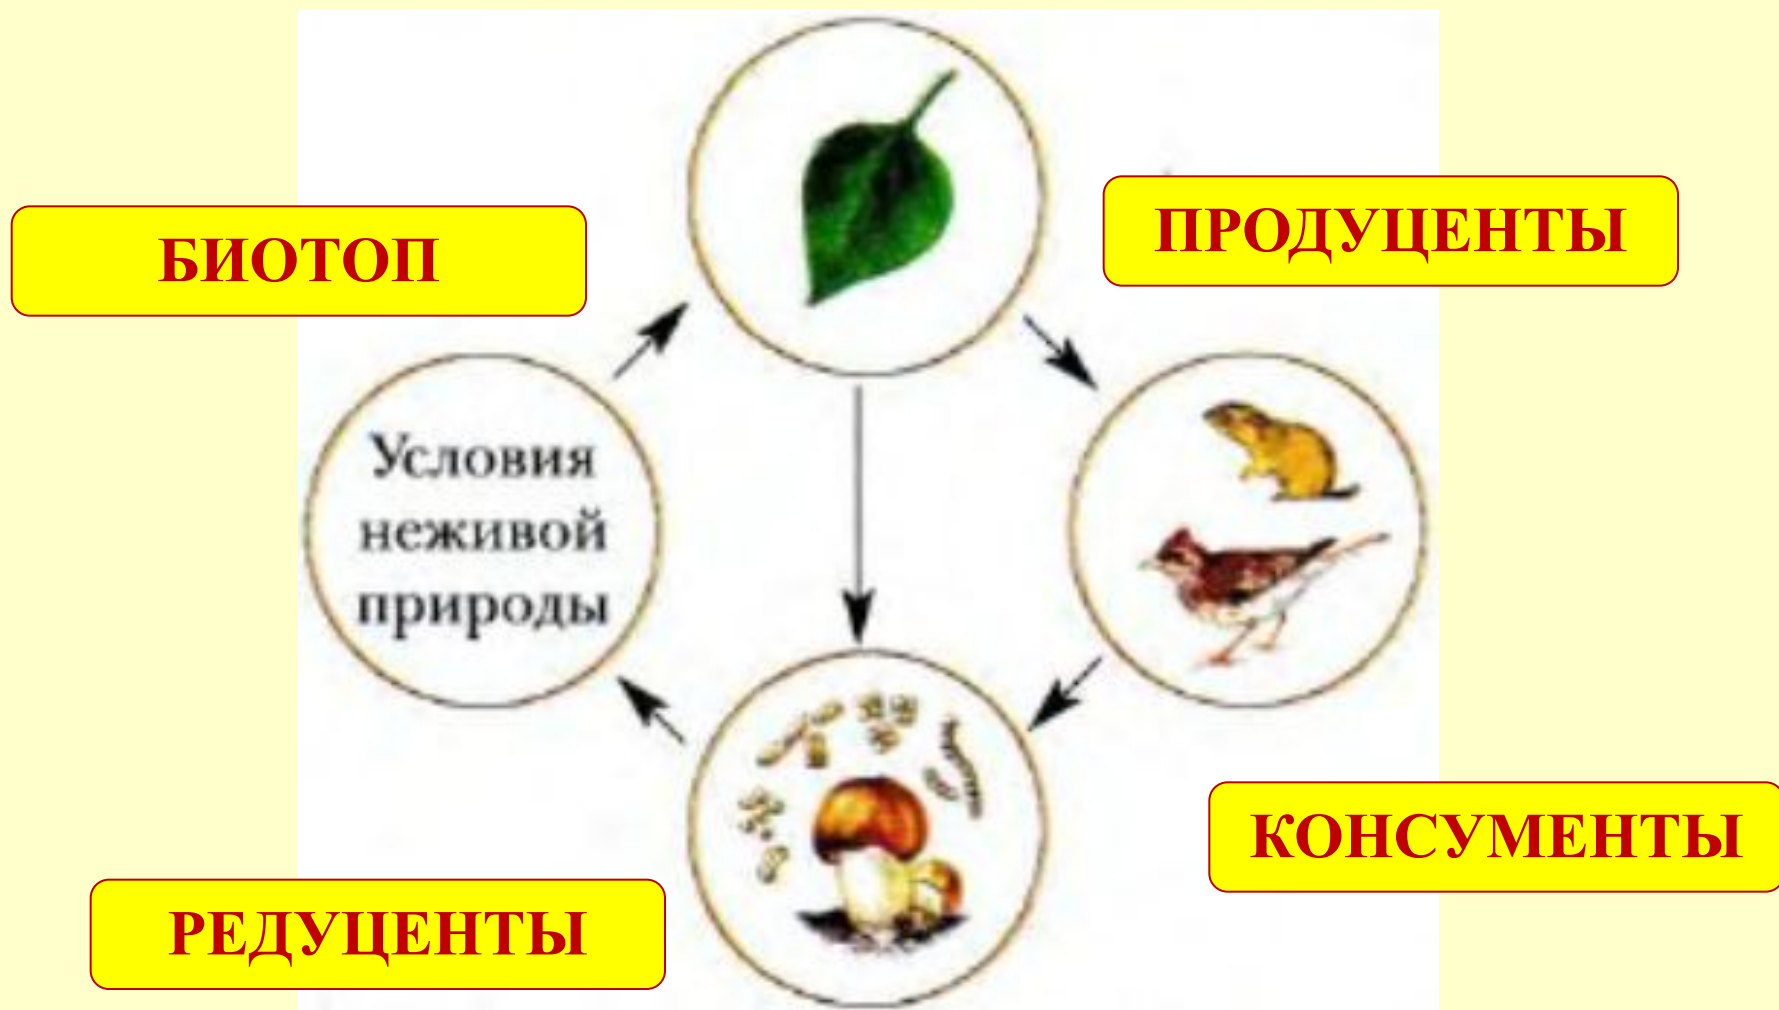 БИОТОП
ПРОДУЦЕНТЫ
Условия
неживой
природы
КОНСУМЕНТЫ
РЕДУЦЕНТЫ